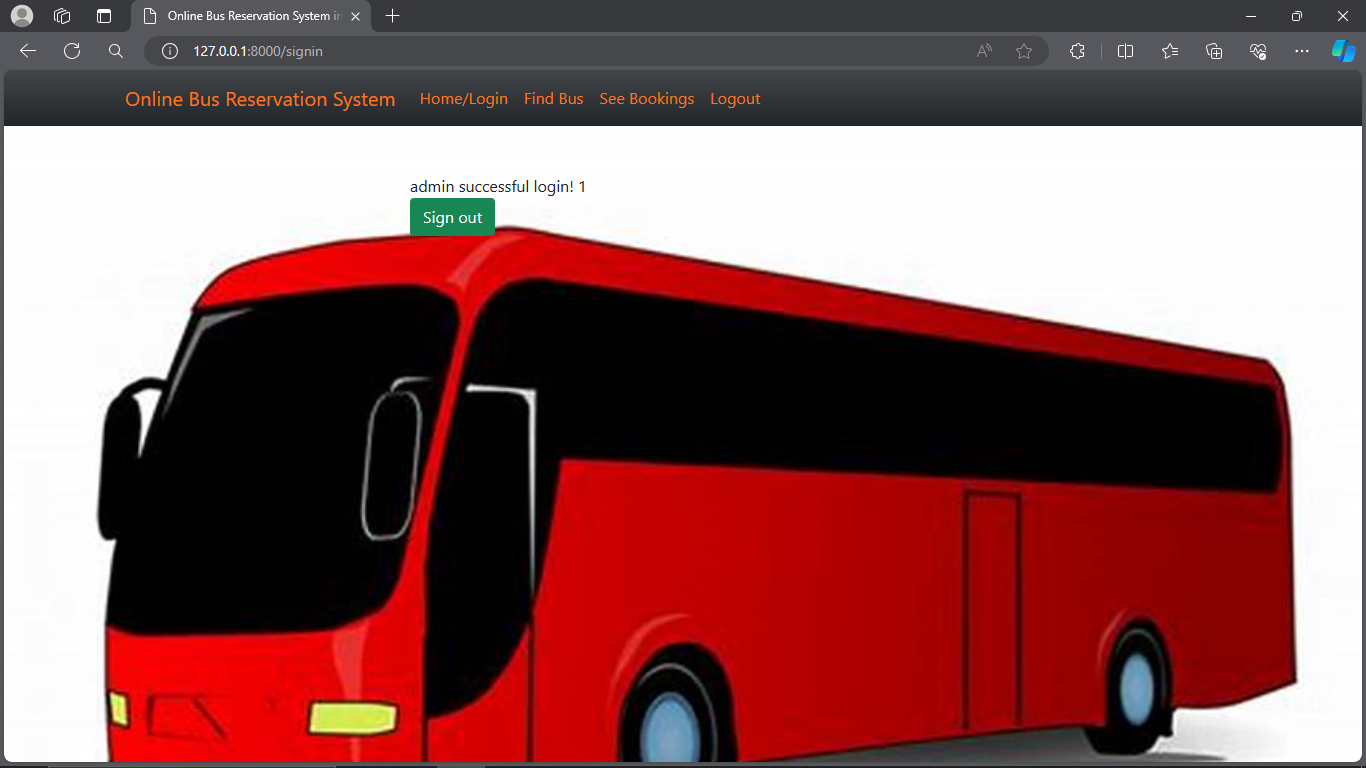 Online Bus Reservation System in
127.0.0.1:8000/signin
Online Bus Reservation System Home/Login Find Bus See Bookings Logout
admin successful login! 1
Sign out